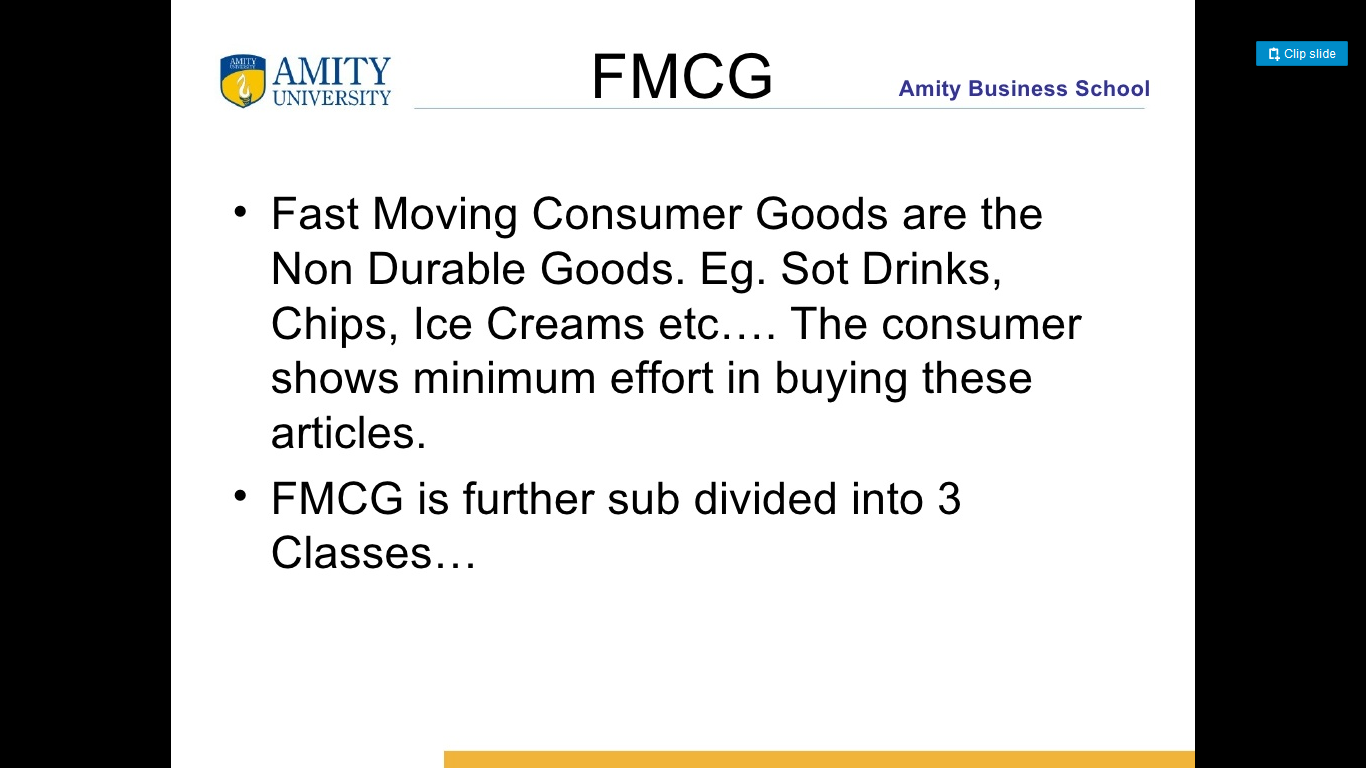 AMITY
UNIVERSITY
AMITY
UNIVERSITY
FMCG
Amity Business School
Clip slide
• Fast Moving Consumer Goods are the
Non Durable Goods. Eg. Sot Drinks,
Chips, Ice Creams etc…. The consumer
shows minimum effort in buying these
articles.
• FMCG is further sub divided into 3
Classes…